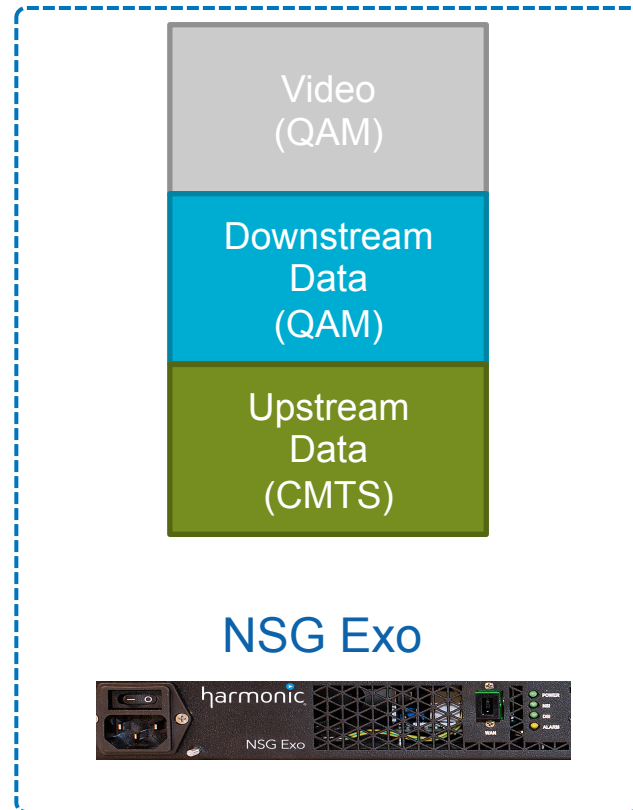 Video
(QAM)
Downstream
Data
(QAM)
Upstream
Data
(CMTS)
NSG Exo
harmonic
NSG Exo
WAN
POWER
ALARM